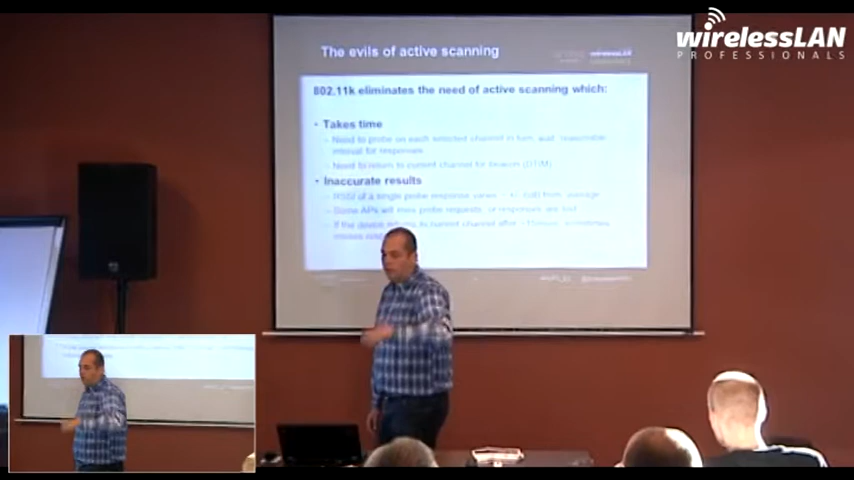 wirelessLAN
PROFESSIONALS
The evils of active scanning
802.11k eliminates the need of active scanning which:
• Takes time
– Need to probe on each selected channel in turn, wait reasonable
interval for responses
– Need to return to current channel for beacon (DTIM)
• Inaccurate results
– RSSI of a single probe response varies from average
– Some APs will miss probe requests, or responses are lost
– If the device returns to current channel after
misses